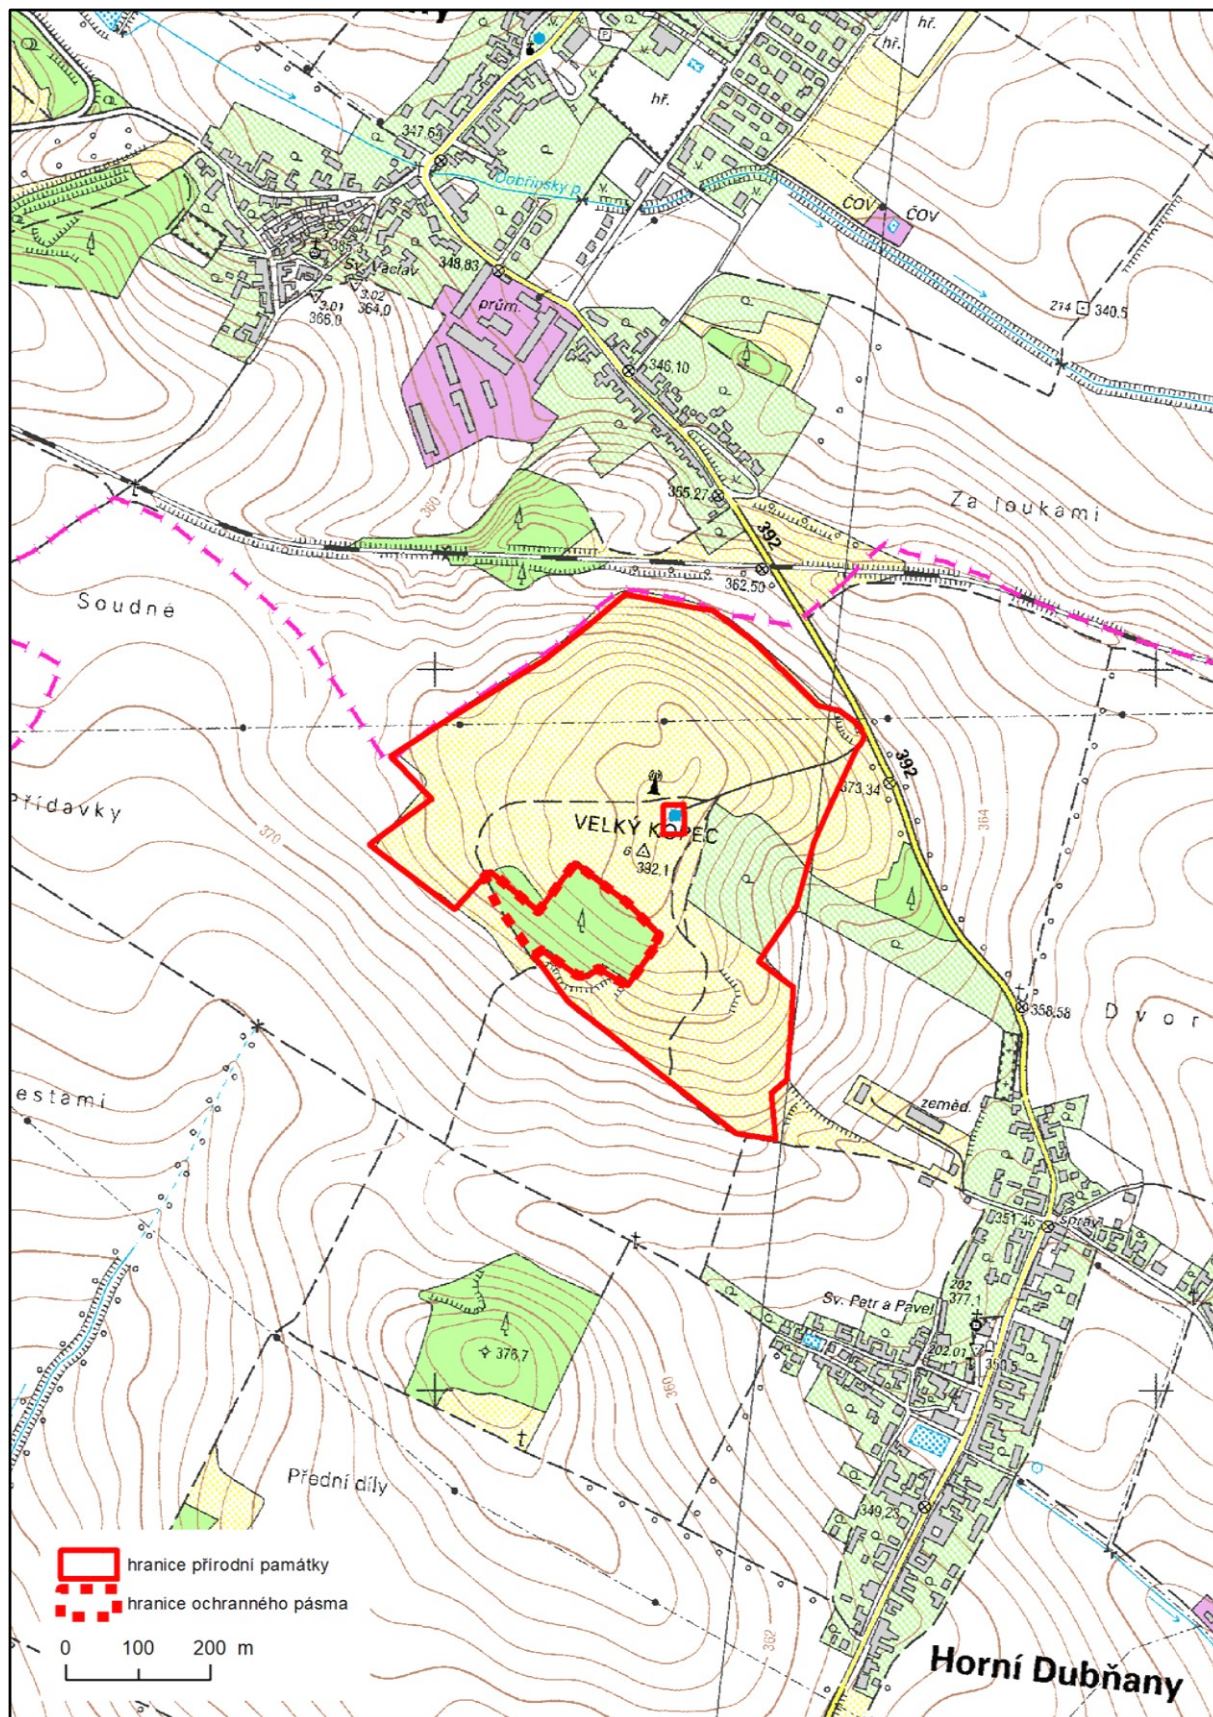 hř.
hř.
hř.
347,64
Dobřínský p.
ČOV
ČOV
385,3
Sv. Václav
348,83
3.01
366,0
3.02
364,0
prům.
214
340,5
346,10
355,27
360
Za loukami
392
362,50
Soudné
392
373,34
370
364
VELKÝ KOPEC
6
392,1
358,58
Dvor
estami
zeměd.
351,46
správ.
202
377,1
Sv. Petr a Pavel
202.01
376,7
360
Přední díly
349,23
362
hranice přírodní památky
hranice ochranného pásma
0 100 200 m
Horní Dubňany